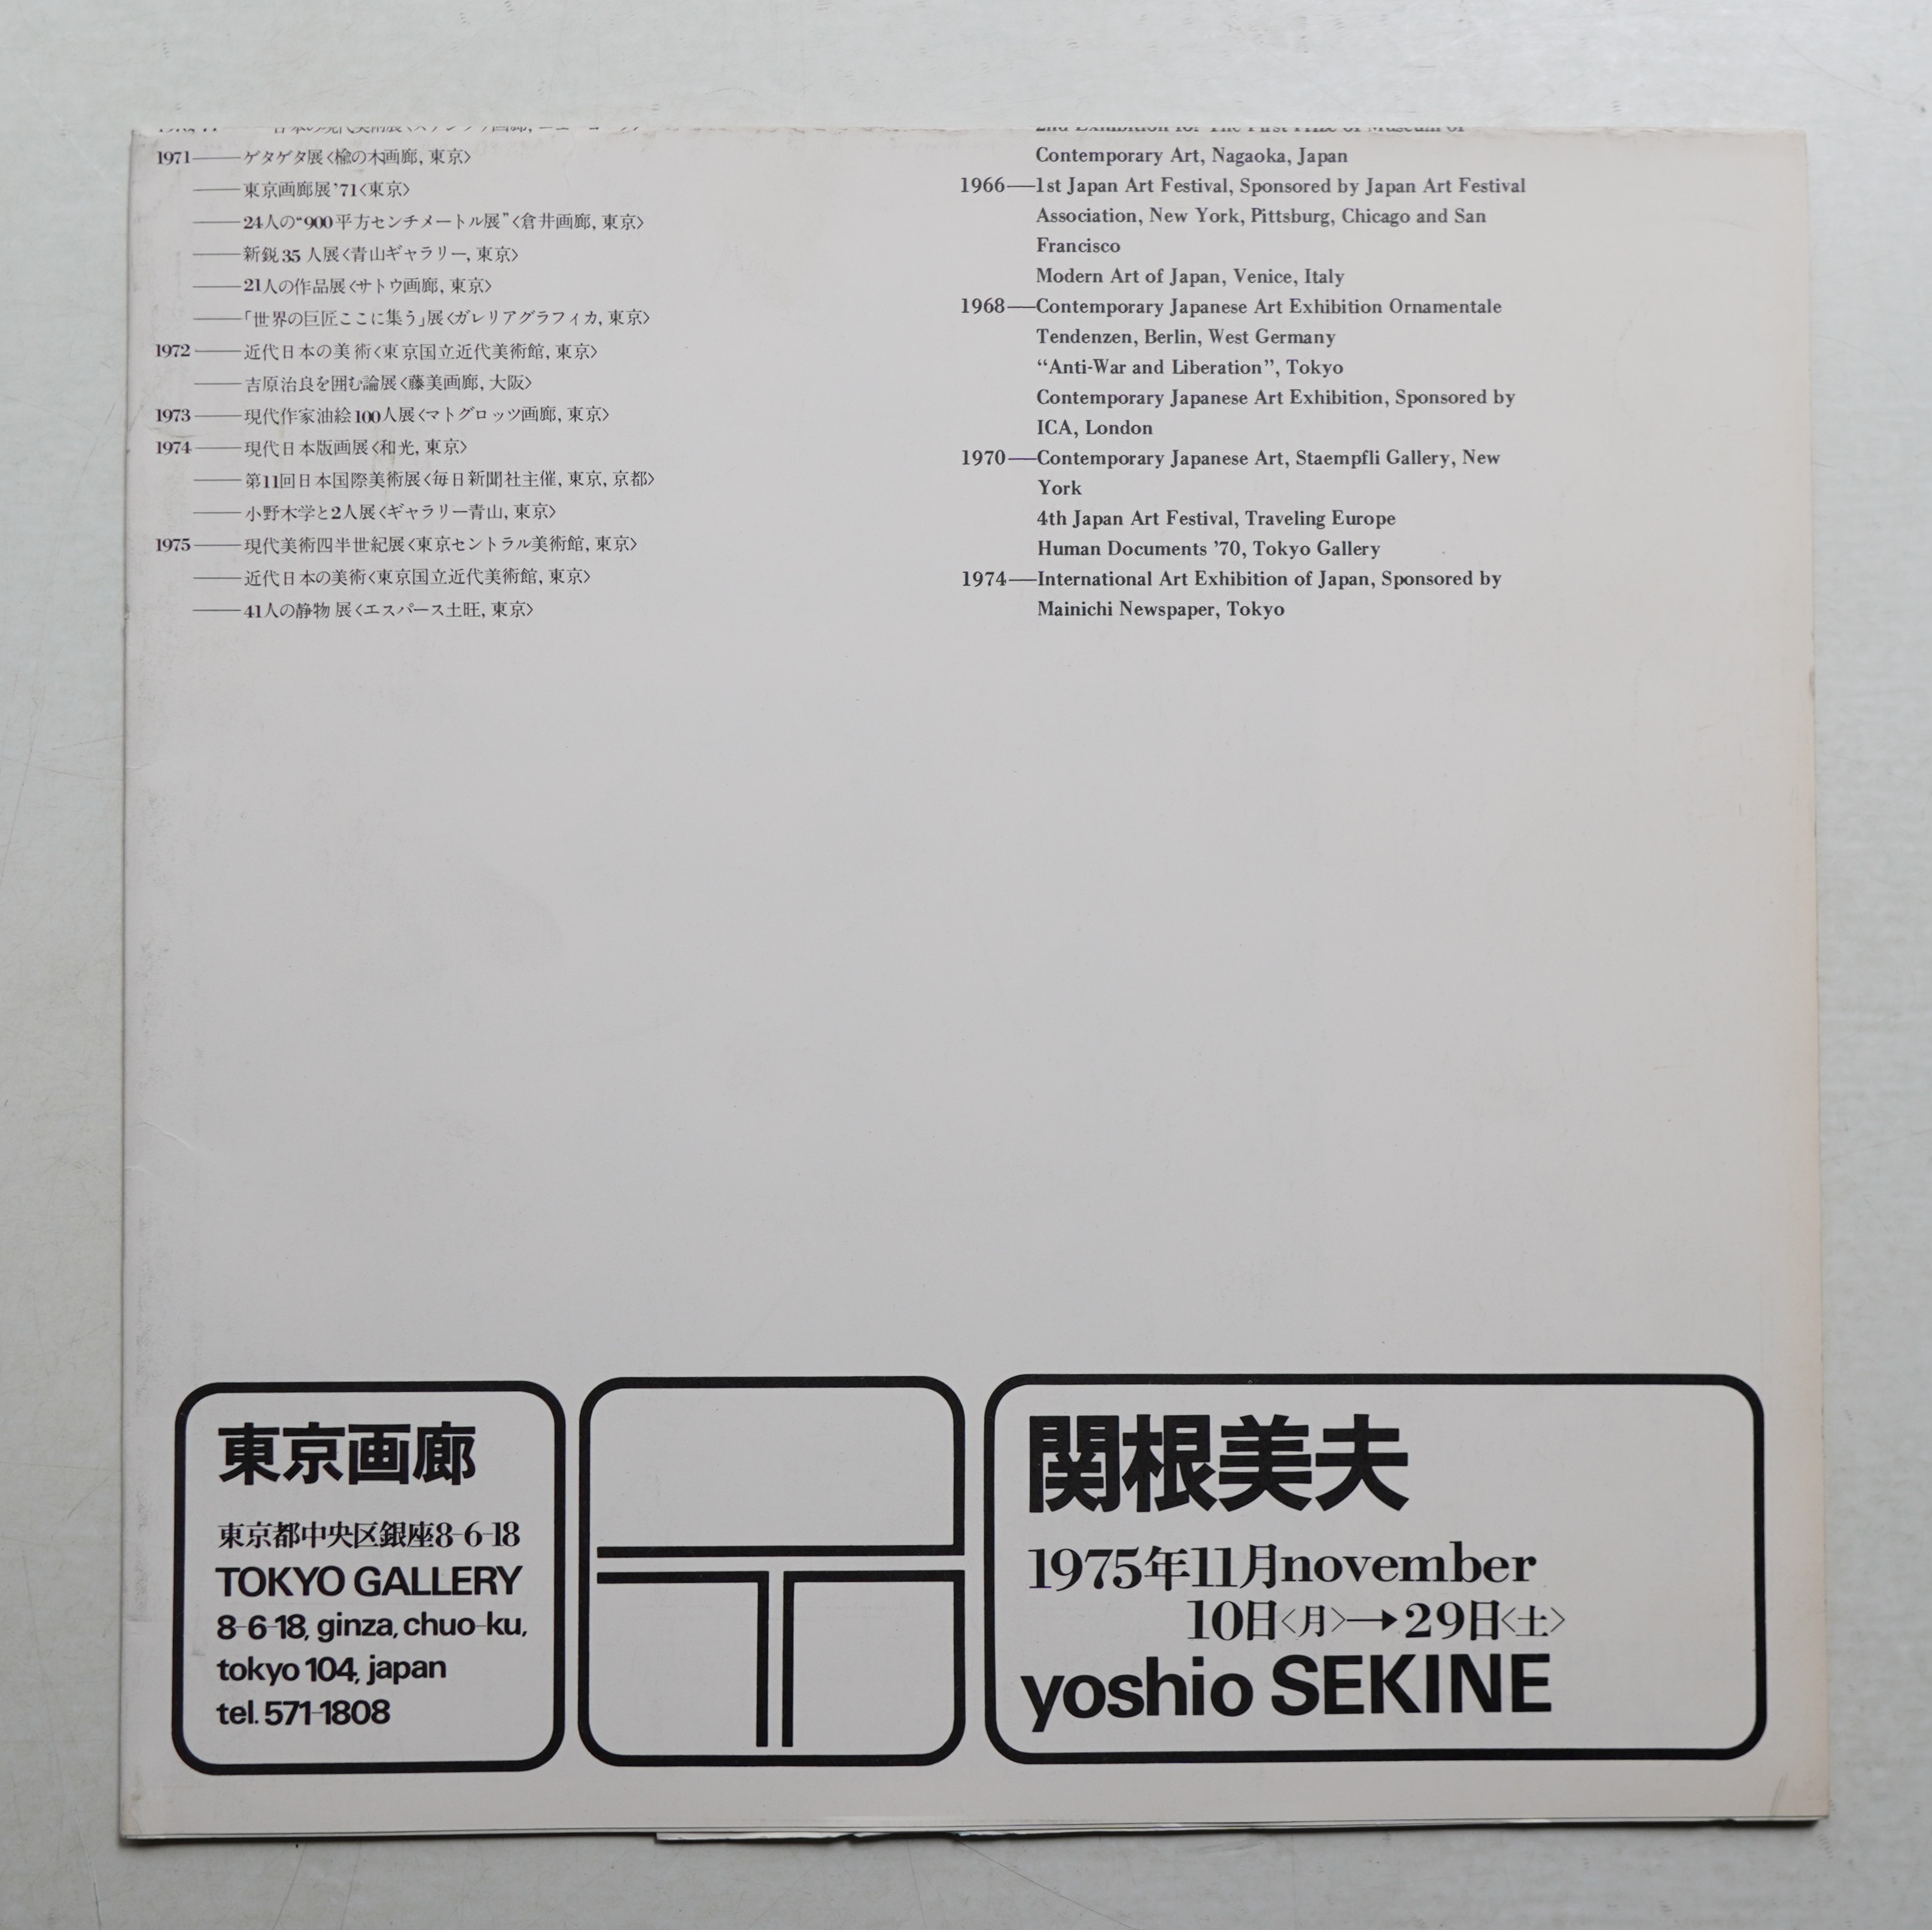 1971——ゲタゲタ展〈楡の木画廊, 東京〉
——東京画廊展'71〈東京〉
——24人の“900平方センチメートル展”〈倉井画廊, 東京〉
——新鋭35人展〈青山ギャラリー, 東京〉
——21人の作品展〈サトウ画廊, 東京〉
——「世界の巨匠ここに集う」展〈ガレリアグラフィカ, 東京〉
1972——近代日本の美術〈東京国立近代美術館, 東京〉
——吉原治良を囲む論展〈藤美画廊, 大阪〉
1973——現代作家油絵100人展〈マトグロッソ画廊, 東京〉
1974——現代日本版画展〈和光, 東京〉
——第11回日本国際美術展〈毎日新聞社主催, 東京, 京都〉
——小野木学と2人展〈ギャラリー青山, 東京〉
1975——現代美術四半世紀展〈東京セントラル美術館, 東京〉
——近代日本の美術〈東京国立近代美術館, 東京〉
——41人の静物展〈エスパース土旺, 東京〉
2nd Exhibition for The First Prize of Museum of
Contemporary Art, Nagaoka, Japan
1966—1st Japan Art Festival, Sponsored by Japan Art Festival
Association, New York, Pittsburg, Chicago and San
Francisco
Modern Art of Japan, Venice, Italy
1968—Contemporary Japanese Art Exhibition Ornamentale
Tendenzen, Berlin, West Germany
“Anti-War and Liberation”, Tokyo
Contemporary Japanese Art Exhibition, Sponsored by
ICA, London
1970—Contemporary Japanese Art, Staempfli Gallery, New
York
4th Japan Art Festival, Traveling Europe
Human Documents ’70, Tokyo Gallery
1974—International Art Exhibition of Japan, Sponsored by
Mainichi Newspaper, Tokyo
東京画廊
東京都中央区銀座8-6-18
TOKYO GALLERY
8-6-18, ginza, chuo-ku,
tokyo 104, japan
tel. 571-1808
関根美夫
1975年11月november
10日〈月〉→29日〈土〉
yoshio SEKINE